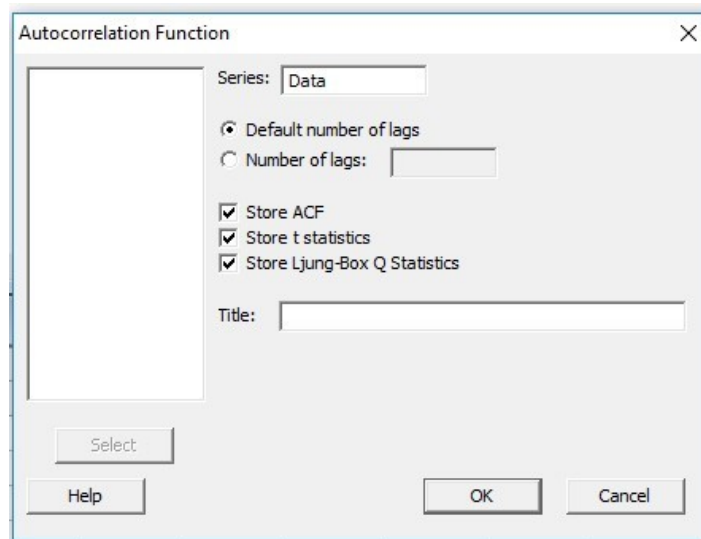 Autocorrelation Function
Series: Data
Default number of lags
Number of lags:
Store ACF
Store t statistics
Store Ljung-Box Q Statistics
Title:
Select
Help OK Cancel